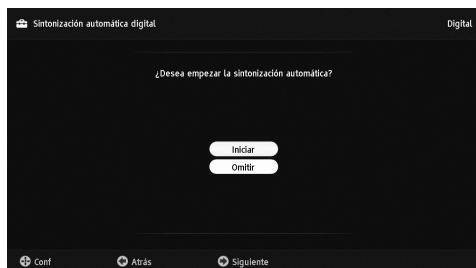 Sintonización automática digital
Digital
¿Desea empezar la sintonización automática?
Iniciar
Omitir
Conf
Atrás
Siguiente